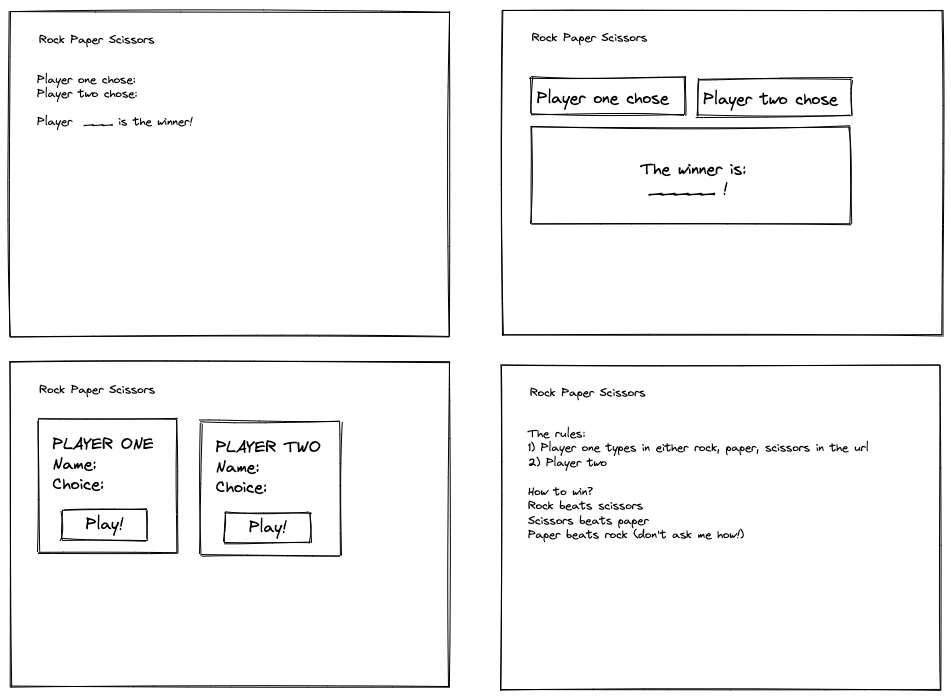 Rock Paper Scissors
Player one chose:
Player two chose:
Player ____ is the winner!
Rock Paper Scissors
Player one chose
Player two chose
The winner is:
_____ !
Rock Paper Scissors
PLAYER ONE
Name:
Choice:
Play!
PLAYER TWO
Name:
Choice:
Play!
Rock Paper Scissors
The rules:
1) Player one types in either rock, paper, scissors in the url
2) Player two
How to win?
Rock beats scissors
Scissors beats paper
Paper beats rock (don't ask me how!)